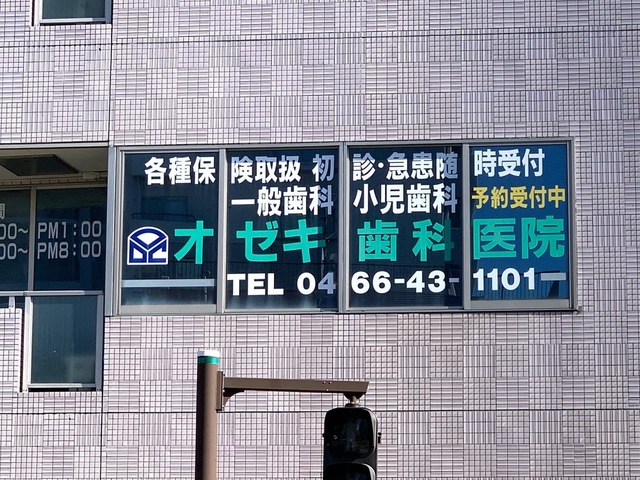 各種保険取扱 初診・急患随時受付
一般歯科 小児歯科 予約受付中
オゼキ歯科医院
TEL 0466-43-1101
00~PM1:00
00~PM8:00